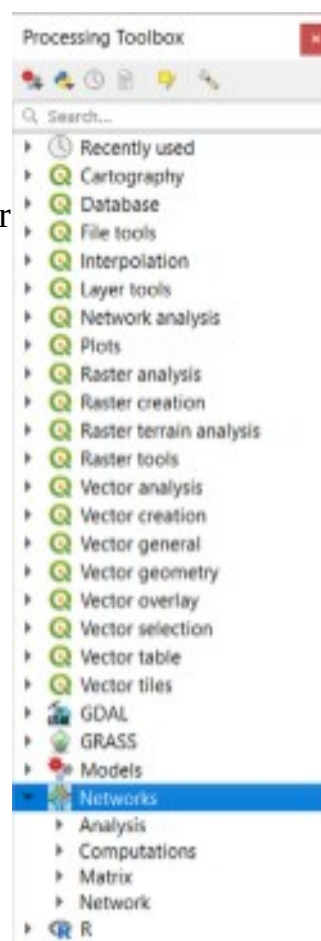 Processing Toolbox
Search...
Recently used
Cartography
Database
r
File tools
Interpolation
Layer tools
Network analysis
Plots
Raster analysis
Raster creation
Raster terrain analysis
Raster tools
Vector analysis
Vector creation
Vector general
Vector geometry
Vector overlay
Vector selection
Vector table
Vector tiles
GDAL
GRASS
Models
Networks
Analysis
Computations
Matrix
Network
R